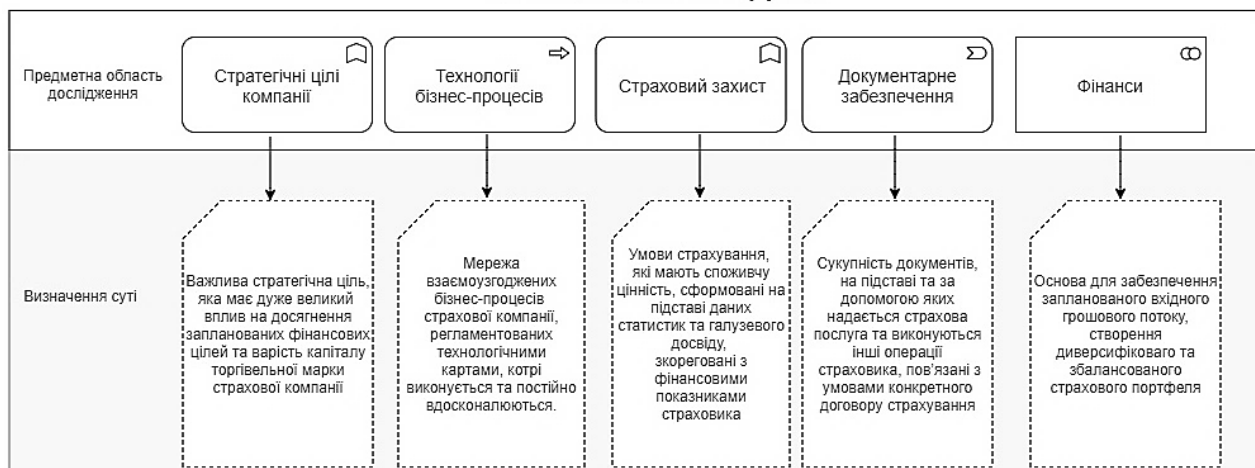 Предметна область
дослідження
Стратегічні цілі
компанії
Технології
бізнес-процесів
Страховий захист
Документарне
забезпечення
Фінанси
Визначення суті
Важлива стратегічна ціль,
яка має дуже великий
вплив на досягнення
запланованих фінансових
цілей та варість капіталу
торгівельної марки
страхової компанії
Мережа
взаємоузгоджених
бізнес-процесів
страхової компанії,
регламентованих
технологічними
картами, котрі
виконується та постійно
вдосконалюються.
Умови страхування,
які мають споживчу
цінність, сформовані на
підставі даних
статистик та галузевого
досвіду,
зкореговані з
фінансовими
показниками
страховика
Сукупність документів,
на підставі та за
допомогою яких
надається страхова
послуга та виконуються
інші операції
страховика, пов’язані з
умовами конкретного
договору страхування
Основа для забезпечення
запланованого вхідного
грошового потоку,
створення
диверсифіковаго та
збалансованого
страхового портфеля